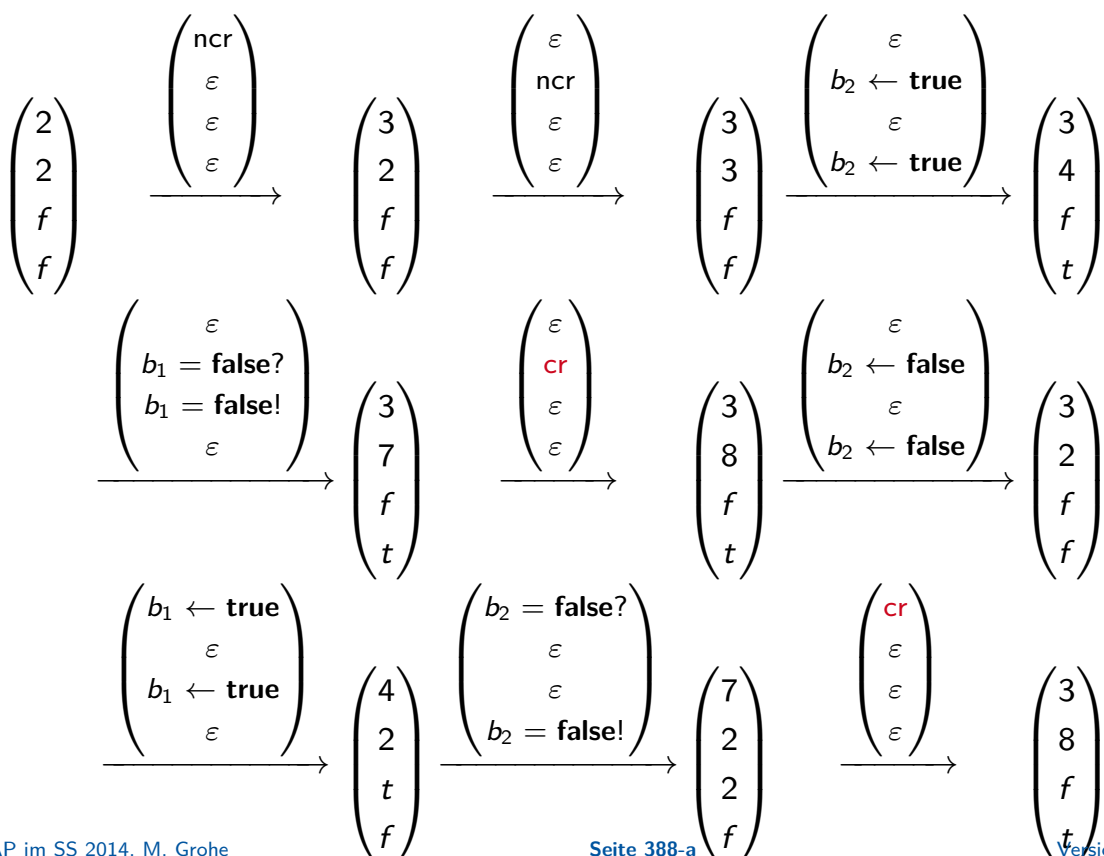 (2 2 f f) —(ncr ε ε ε)→ (3 2 f f) —(ε ncr ε ε)→ (3 3 f f) —(ε b₂ ← true ε b₂ ← true)→ (3 4 f t)
—(ε b₁ = false? b₁ = false! ε)→ (3 7 f t) —(ε cr ε ε)→ (3 8 f t) —(ε b₂ ← false ε b₂ ← false)→ (3 2 f f)
—(b₁ ← true ε b₁ ← true ε)→ (4 2 t f) —(b₂ = false? ε ε b₂ = false!)→ (7 2 2 f) —(cr ε ε ε)→ (3 8 f t)
AP im SS 2014, M. Grohe Seite 388-a Versio